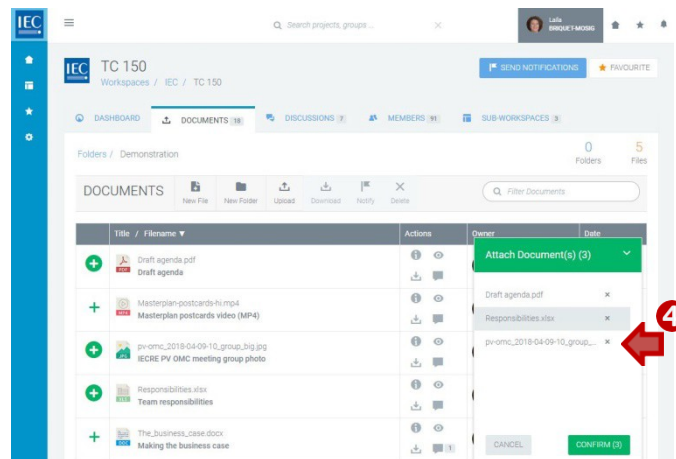 IEC
Search projects, groups ...
Laila
BRIQUET-MOSIG
IEC
TC 150
Workspaces / IEC / TC 150
SEND NOTIFICATIONS
FAVOURITE
DASHBOARD
DOCUMENTS 18
DISCUSSIONS 7
MEMBERS 91
SUB-WORKSPACES 3
Folders / Demonstration
0
Folders
5
Files
DOCUMENTS
New File
New Folder
Upload
Download
Notify
Delete
Filter Documents
Title / Filename
Actions
Owner
Date
PDF
Draft agenda.pdf
Draft agenda
Masterplan-postcards-hi.mp4
Masterplan postcards video (MP4)
pv-omc_2018-04-09-10_group_big.jpg
IECRE PV OMC meeting group photo
Responsibilities.xlsx
Team responsibilities
DOC
The_business_case.docx
Making the business case
1
Attach Document(s) (3)
Draft agenda.pdf
Responsibilities.xlsx
pv-omc_2018-04-09-10_group_...
4
CANCEL
CONFIRM (3)